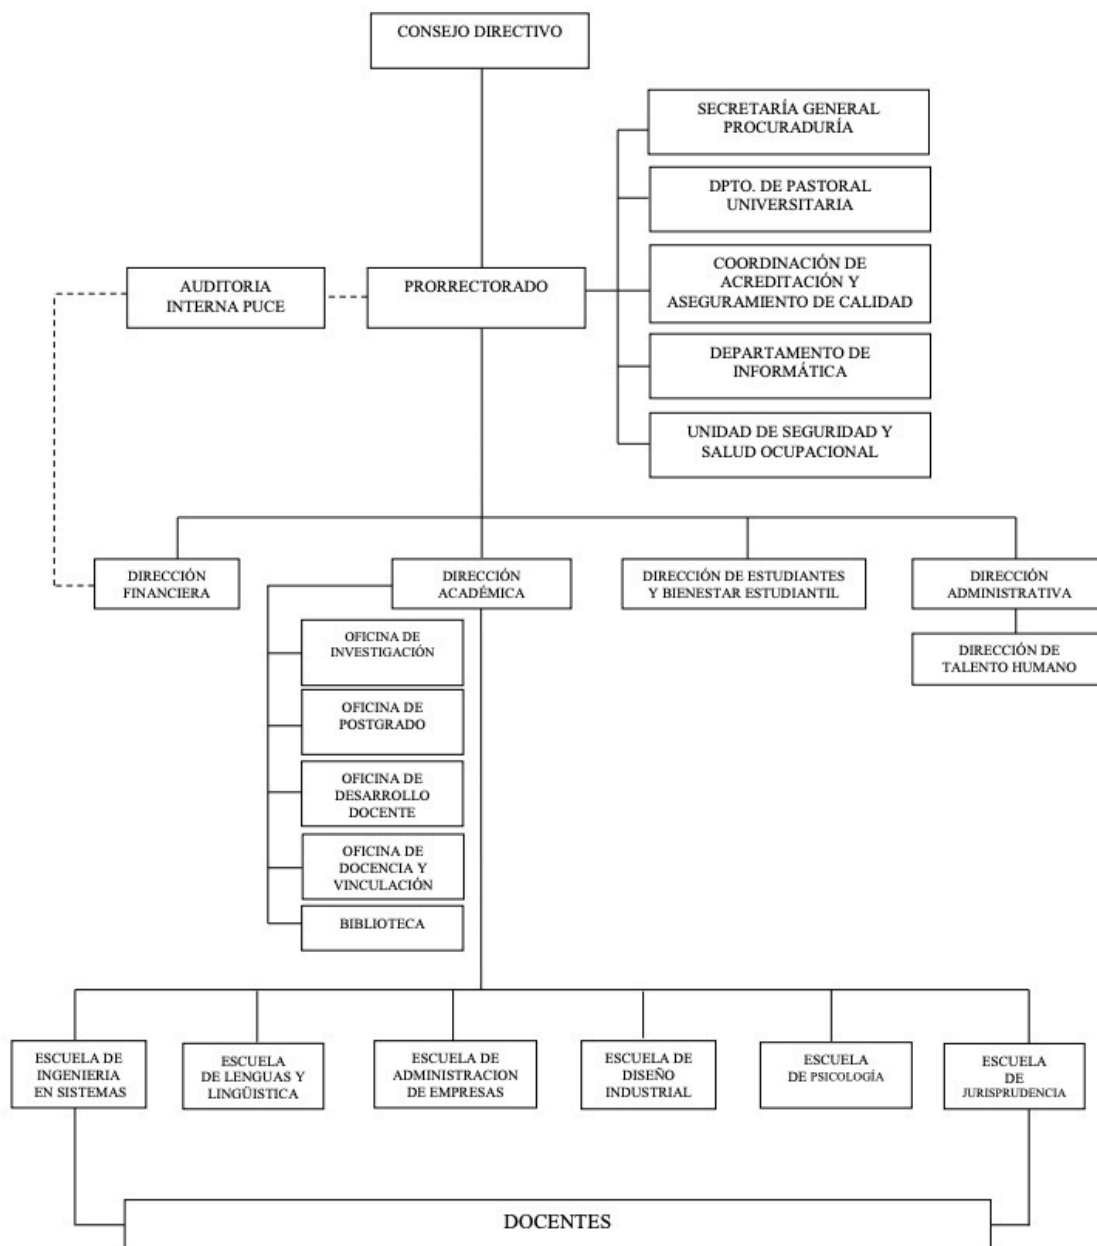 CONSEJO DIRECTIVO
SECRETARÍA GENERAL
PROCURADURÍA
DPTO. DE PASTORAL
UNIVERSITARIA
COORDINACIÓN DE
ACREDITACIÓN Y
ASEGURAMIENTO DE CALIDAD
AUDITORIA
INTERNA PUCE
PRORRECTORADO
DEPARTAMENTO DE
INFORMÁTICA
UNIDAD DE SEGURIDAD Y
SALUD OCUPACIONAL
DIRECCIÓN
FINANCIERA
DIRECCIÓN
ACADÉMICA
DIRECCIÓN DE ESTUDIANTES
Y BIENESTAR ESTUDIANTIL
DIRECCIÓN
ADMINISTRATIVA
DIRECCIÓN DE
TALENTO HUMANO
OFICINA DE
INVESTIGACIÓN
OFICINA DE
POSTGRADO
OFICINA DE
DESARROLLO
DOCENTE
OFICINA DE
DOCENCIA Y
VINCULACIÓN
BIBLIOTECA
ESCUELA DE
INGENIERIA
EN SISTEMAS
ESCUELA
DE LENGUAS Y
LINGÜISTICA
ESCUELA DE
ADMINISTRACION
DE EMPRESAS
ESCUELA DE
DISEÑO
INDUSTRIAL
ESCUELA
DE PSICOLOGÍA
ESCUELA
DE
JURISPRUDENCIA
DOCENTES